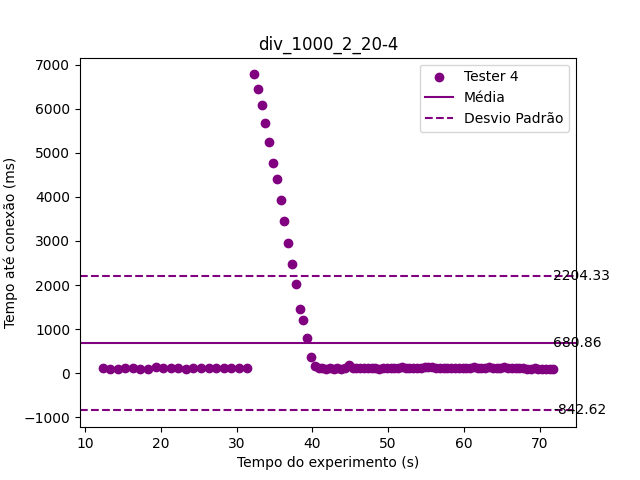 div_1000_2_20-4
7000
6000
5000
4000
3000
2000
1000
0
−1000
Tempo até conexão (ms)
Tester 4
Média
Desvio Padrão
2204.33
680.86
842.62
10 20 30 40 50 60 70
Tempo do experimento (s)